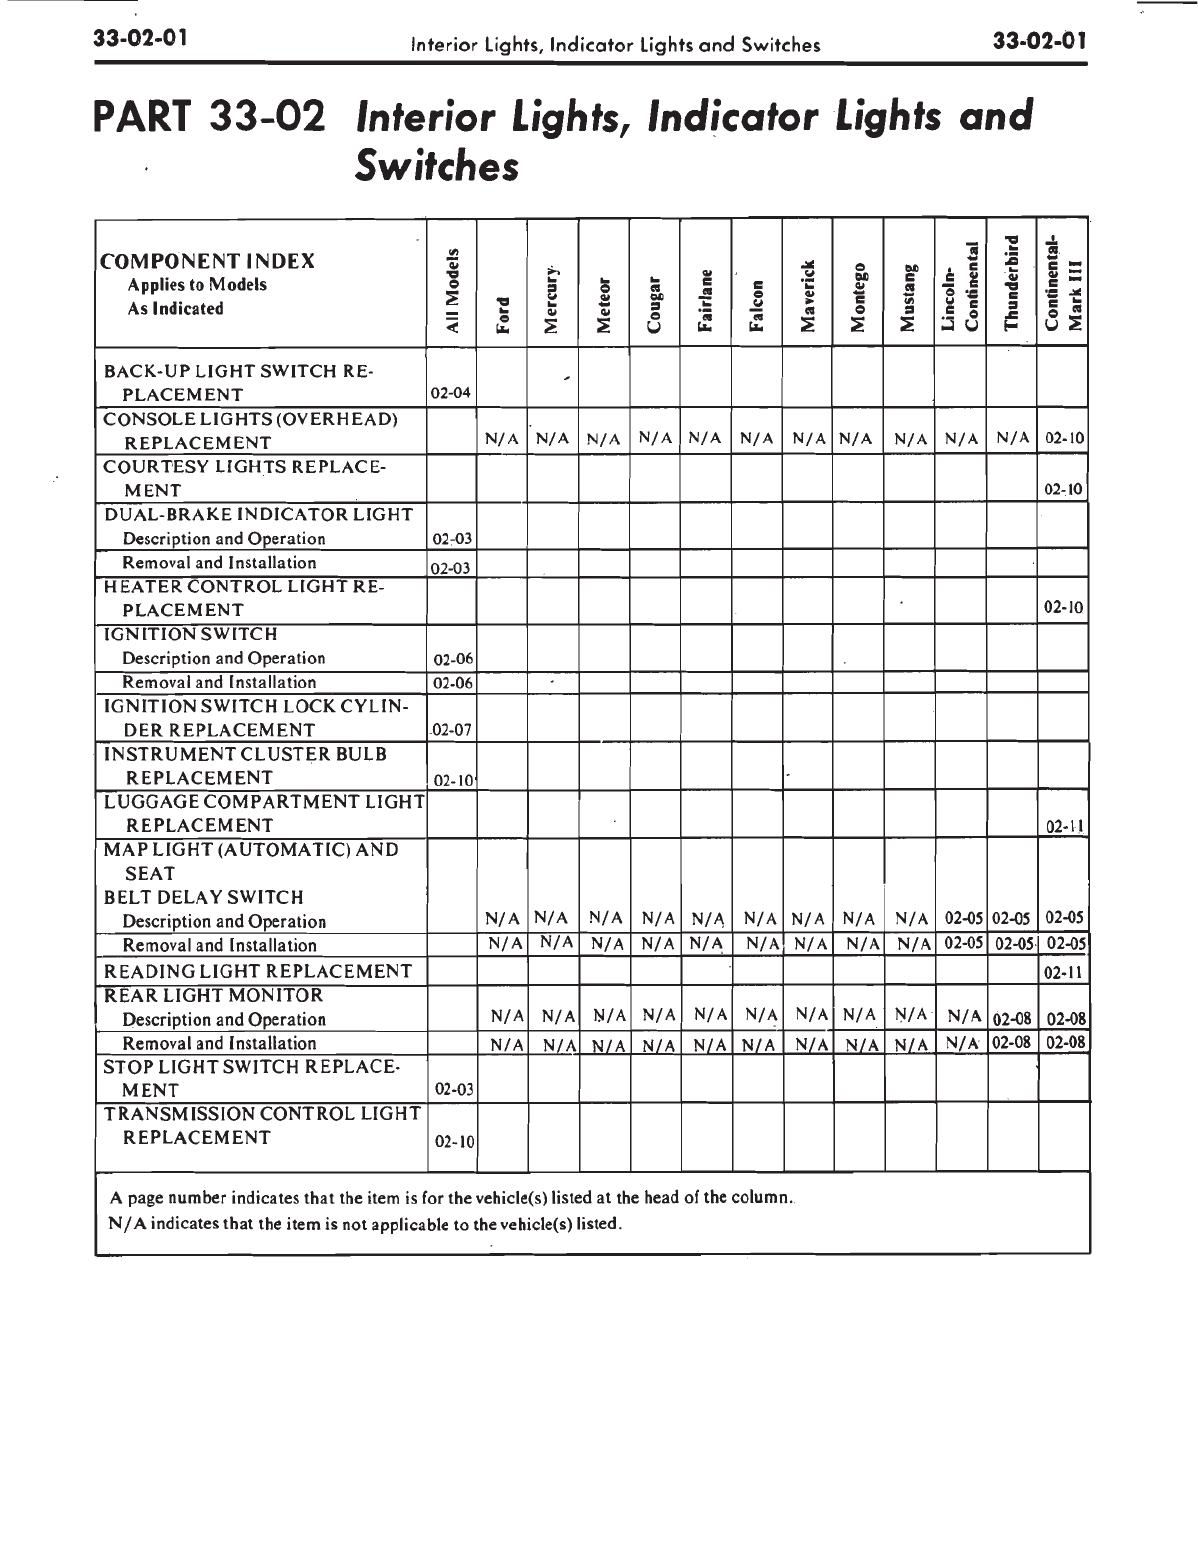 33-02-01 Interior Lights, Indicator Lights and Switches 33-02-01
PART 33-02 Interior Lights, Indicator Lights and
Switches
COMPONENT INDEX
Applies to Models
As Indicated
All Models
Ford
Mercury
Meteor
Cougar
Fairlane
Falcon
Maverick
Montego
Mustang
Lincoln-
Continental
Thunderbird
Continental-
Mark III
BACK-UP LIGHT SWITCH RE-
PLACEMENT 02-04
CONSOLE LIGHTS (OVERHEAD)
REPLACEMENT N/A N/A N/A N/A N/A N/A N/A N/A N/A N/A N/A 02-10
COURTESY LIGHTS REPLACE-
MENT 02-10
DUAL-BRAKE INDICATOR LIGHT
Description and Operation 02-03
Removal and Installation 02-03
HEATER CONTROL LIGHT RE-
PLACEMENT 02-10
IGNITION SWITCH
Description and Operation 02-06
Removal and Installation 02-06
IGNITION SWITCH LOCK CYLIN-
DER REPLACEMENT 02-07
INSTRUMENT CLUSTER BULB
REPLACEMENT 02-10
LUGGAGE COMPARTMENT LIGHT
REPLACEMENT 02-11
MAP LIGHT (AUTOMATIC) AND
SEAT
BELT DELAY SWITCH
Description and Operation N/A N/A N/A N/A N/A N/A N/A N/A N/A 02-05 02-05 02-05
Removal and Installation N/A N/A N/A N/A N/A N/A N/A N/A N/A 02-05 02-05 02-05
READING LIGHT REPLACEMENT 02-11
REAR LIGHT MONITOR
Description and Operation N/A N/A N/A N/A N/A N/A N/A N/A N/A N/A 02-08 02-08
Removal and Installation N/A N/A N/A N/A N/A N/A N/A N/A N/A N/A 02-08 02-08
STOP LIGHT SWITCH REPLACE-
MENT 02-03
TRANSMISSION CONTROL LIGHT
REPLACEMENT 02-10
A page number indicates that the item is for the vehicle(s) listed at the head of the column.
N/A indicates that the item is not applicable to the vehicle(s) listed.